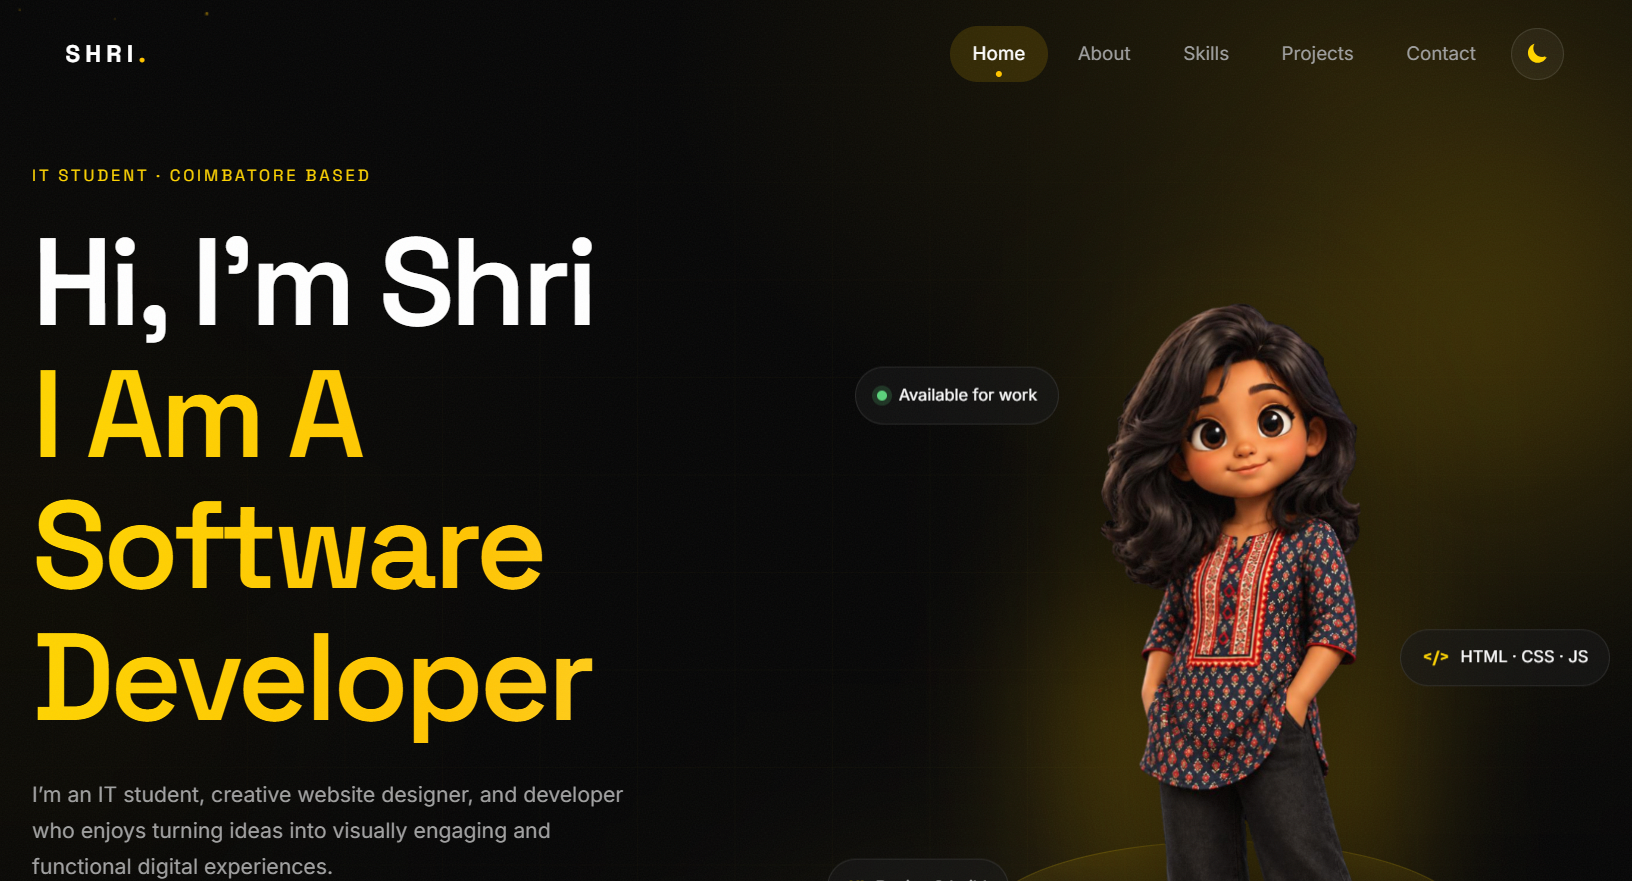 SHRI.
Home
About
Skills
Projects
Contact
IT STUDENT · COIMBATORE BASED
Hi, I’m Shri
I Am A
Software
Developer
Available for work
</> HTML · CSS · JS
I’m an IT student, creative website designer, and developer
who enjoys turning ideas into visually engaging and
functional digital experiences.